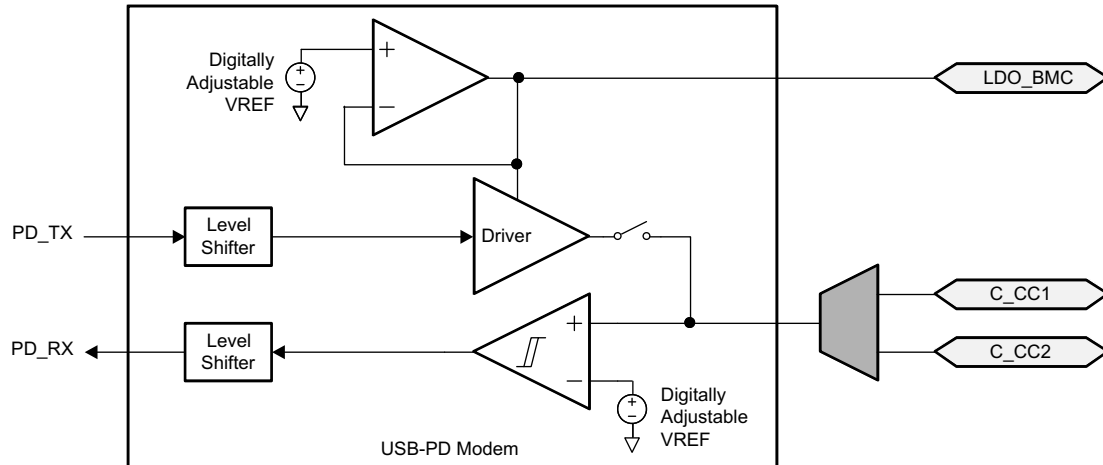 Digitally
Adjustable
VREF
+
−
+
−
LDO_BMC
PD_TX
Level
Shifter
Driver
C_CC1
PD_RX
Level
Shifter
+
−
C_CC2
+
−
Digitally
Adjustable
VREF
USB-PD Modem